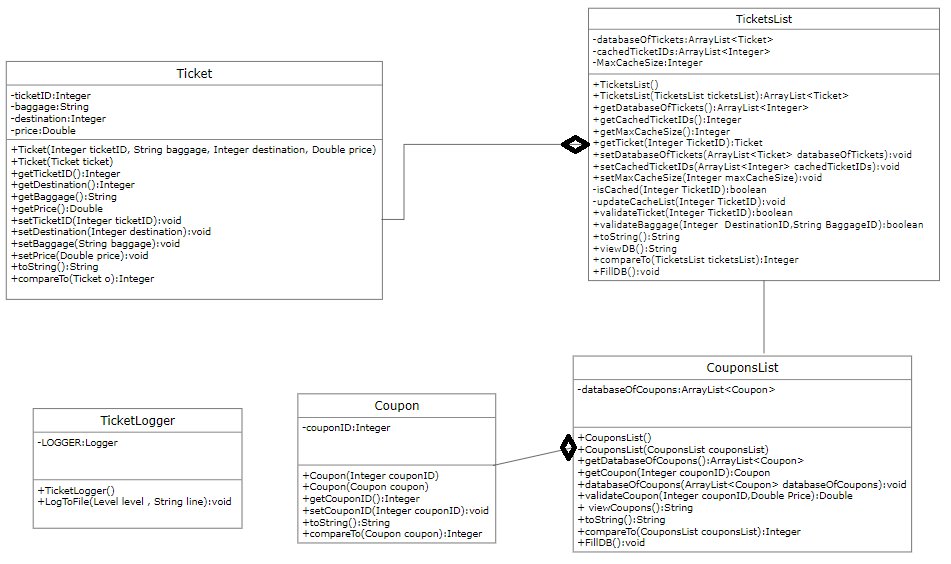 TicketsList
-databaseOfTickets:ArrayList<Ticket>
-cachedTicketIDs:ArrayList<Integer>
-MaxCacheSize:Integer
+TicketsList()
+TicketsList(TicketsList ticketsList):ArrayList<Ticket>
+getDatabaseOfTickets():ArrayList<Integer>
+getCachedTicketIDs():Integer
+getMaxCacheSize():Integer
+getTicket(Integer TicketID):Ticket
+setDatabaseOfTickets(ArrayList<Ticket> databaseOfTickets):void
+setCachedTicketIDs(ArrayList<Integer> cachedTicketIDs):void
+setMaxCacheSize(Integer maxCacheSize):void
-isCached(Integer TicketID):boolean
-updateCacheList(Integer TicketID):void
+validateTicket(Integer TicketID):boolean
+validateBaggage(Integer DestinationID,String BaggageID):boolean
+toString():String
+viewDB():String
+compareTo(TicketsList ticketsList):Integer
+FillDB():void
Ticket
-ticketID:Integer
-baggage:String
-destination:Integer
-price:Double
+Ticket(Integer ticketID, String baggage, Integer destination, Double price)
+Ticket(Ticket ticket)
+getTicketID():Integer
+getDestination():Integer
+getBaggage():String
+getPrice():Double
+setTicketID(Integer ticketID):void
+setDestination(Integer destination):void
+setBaggage(String baggage):void
+setPrice(Double price):void
+toString():String
+compareTo(Ticket o):Integer
CouponsList
-databaseOfCoupons:ArrayList<Coupon>
+CouponsList()
+CouponsList(CouponsList couponsList)
+getDatabaseOfCoupons():ArrayList<Coupon>
+getCoupon(Integer couponID):Coupon
+databaseOfCoupons(ArrayList<Coupon> databaseOfCoupons):void
+validateCoupon(Integer couponID,Double Price):Double
+ viewCoupons():String
+toString():String
+compareTo(CouponsList couponsList):Integer
+FillDB():void
Coupon
-couponID:Integer
+Coupon(Integer couponID)
+Coupon(Coupon coupon)
+getCouponID():Integer
+setCouponID(Integer couponID):void
+toString():String
+compareTo(Coupon coupon):Integer
TicketLogger
-LOGGER:Logger
+TicketLogger()
+LogToFile(Level level , String line):void